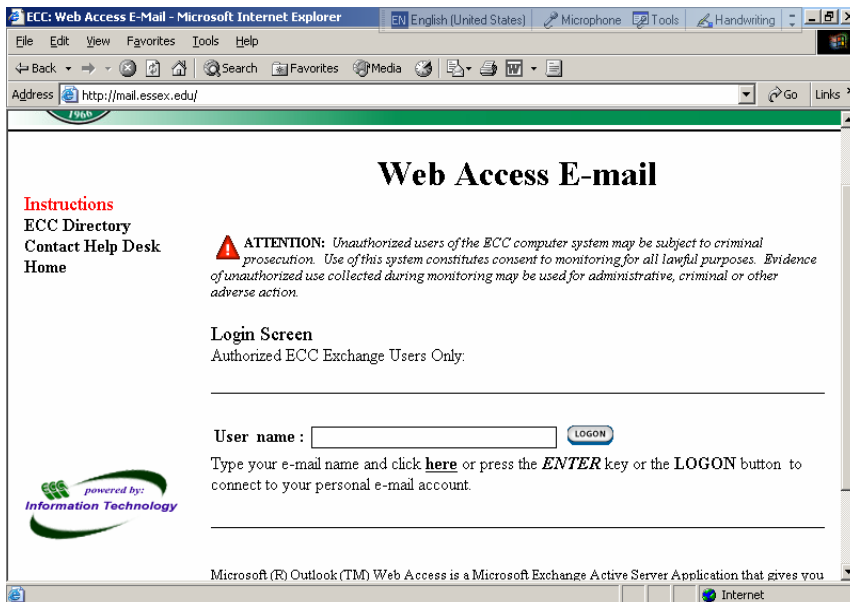 ECC: Web Access E-Mail - Microsoft Internet Explorer
EN English (United States) Microphone Tools Handwriting
File Edit View Favorites Tools Help
Back Search Favorites Media
Address http://mail.essex.edu/ Go Links
1966
Web Access E-mail
Instructions
ECC Directory
Contact Help Desk
Home
ATTENTION: Unauthorized users of the ECC computer system may be subject to criminal
prosecution. Use of this system constitutes consent to monitoring for all lawful purposes. Evidence
of unauthorized use collected during monitoring may be used for administrative, criminal or other
adverse action.
Login Screen
Authorized ECC Exchange Users Only:
User name : LOGON
Type your e-mail name and click here or press the ENTER key or the LOGON button to
connect to your personal e-mail account.
ECC powered by:
Information Technology
Microsoft (R) Outlook (TM) Web Access is a Microsoft Exchange Active Server Application that gives you
Internet